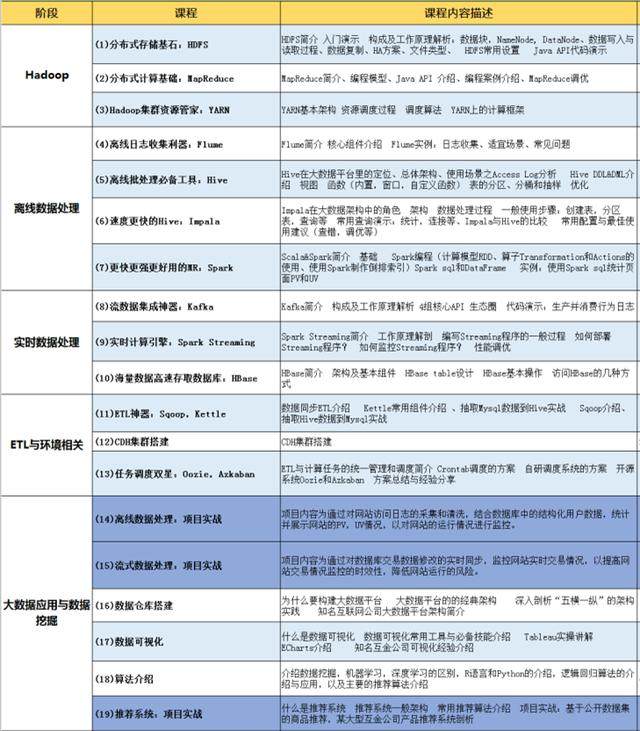 阶段 课程 课程内容描述
Hadoop
(1)分布式存储基石：HDFS
HDFS简介 入门演示 构成及工作原理解析：数据块，NameNode, DataNode、数据写入与
读取过程、数据复制、HA方案、文件类型、 HDFS常用设置 Java API代码演示
(2)分布式计算基础：MapReduce
MapReduce简介、编程模型、Java API 介绍、编程案例介绍、MapReduce调优
(3)Hadoop集群资源管家：YARN
YARN基本架构 资源调度过程 调度算法 YARN上的计算框架
离线数据处理
(4)离线日志收集利器：Flume
Flume简介 核心组件介绍 Flume实例：日志收集、适宜场景、常见问题
(5)离线批处理必备工具：Hive
Hive在大数据平台里的定位、总体架构、使用场景之Access Log分析 Hive DDL&DML介
绍 视图 函数（内置，窗口，自定义函数） 表的分区、分桶和抽样 优化
(6)速度更快的Hive：Impala
Impala在大数据架构中的角色 架构 数据处理过程 一般使用步骤：创建表，分区
表，查询等 常用查询演示：统计，连接等、Impala与Hive的比较 常用配置与最佳使
用建议（查错，调优等）
(7)更快更强更好用的MR：Spark
Scala&Spark简介 基础 Spark编程（计算模型RDD、算子Transformation和Actions的
使用、使用Spark制作倒排索引）Spark sql和DataFrame 实例：使用Spark sql统计页
面PV和UV
实时数据处理
(8)流数据集成神器：Kafka
Kafka简介 构成及工作原理解析 4组核心API 生态圈 代码演示：生产并消费行为日志
(9)实时计算引擎：Spark Streaming
Spark Streaming简介 工作原理解剖 编写Streaming程序的一般过程 如何部署
Streaming程序？ 如何监控Streaming程序？ 性能调优
(10)海量数据高速存取数据库：HBase
HBase简介 架构及基本组件 HBase table设计 HBase基本操作 访问HBase的几种方
式
ETL与环境相关
(11)ETL神器：Sqoop，Kettle
数据同步ETL介绍 Kettle常用组件介绍 、抽取Mysql数据到Hive实战 Sqoop介绍、
抽取Hive数据到Mysql实战
(12)CDH集群搭建
CDH集群搭建
(13)任务调度双星：Oozie，Azkaban
ETL与计算任务的统一管理和调度简介 Crontab调度的方案 自研调度系统的方案 开源
系统Oozie和Azkaban 方案总结与经验分享
大数据应用与数据
挖掘
(14)离线数据处理：项目实战
项目内容为通过对网站访问日志的采集和清洗，结合数据库中的结构化用户数据，统计
并展示网站的PV、UV情况，以对网站的运行情况进行监控。
(15)流式数据处理：项目实战
项目内容为通过对数据库交易数据修改的实时同步，监控网站实时交易情况，以提高网
站交易情况监控的时效性，降低网站运行的风险。
(16)数据仓库搭建
为什么要构建大数据平台 大数据平台的的经典架构 深入剖析“五横一纵”的架构
实践 知名互联网公司大数据平台架构简介
(17)数据可视化
什么是数据可视化 数据可视化常用工具与必备技能介绍 Tableau实操讲解
ECharts介绍 知名互金公司可视化经验介绍
(18)算法介绍
介绍数据挖掘，机器学习，深度学习的区别，R语言和Python的介绍，逻辑回归算法的介
绍与应用，以及主要的推荐算法介绍
(19)推荐系统：项目实战
什么是推荐系统 推荐系统一般架构 常用推荐算法介绍 项目实战：基于公开数据集
的商品推荐，某大型互金公司产品推荐系统剖析